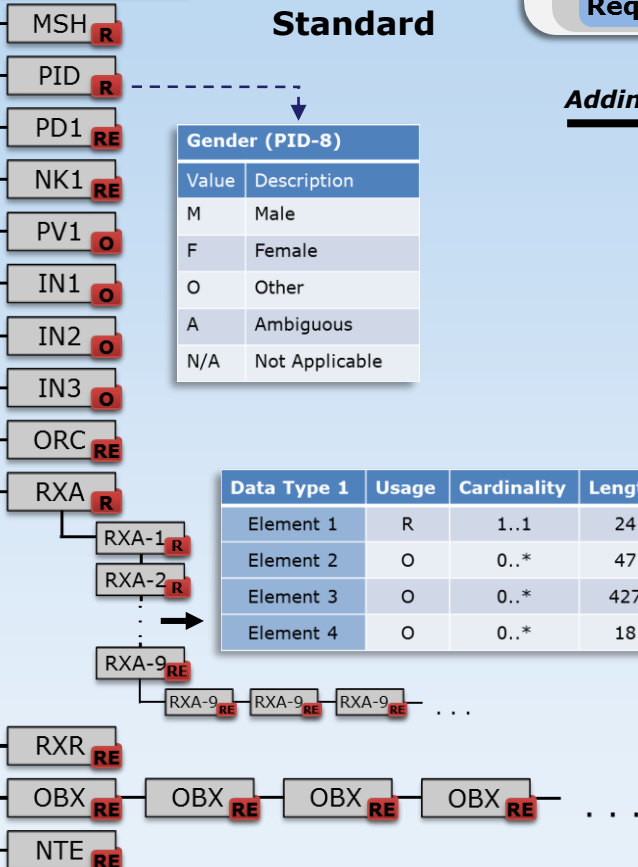 Standard
Req
Addin
MSH R
PID R
PD1 RE
NK1 RE
PV1 O
IN1 O
IN2 O
IN3 O
ORC RE
RXA R
Gender (PID-8)
Value Description
M Male
F Female
O Other
A Ambiguous
N/A Not Applicable
RXA-1 R
RXA-2 R
RXA-9 RE
Data Type 1 Usage Cardinality Lengt
Element 1 R 1..1 24
Element 2 O 0..* 47
Element 3 O 0..* 427
Element 4 O 0..* 18
RXA-9 RE RXA-9 RE RXA-9 RE . . .
RXR RE
OBX RE OBX RE OBX RE OBX RE . . .
NTE RE